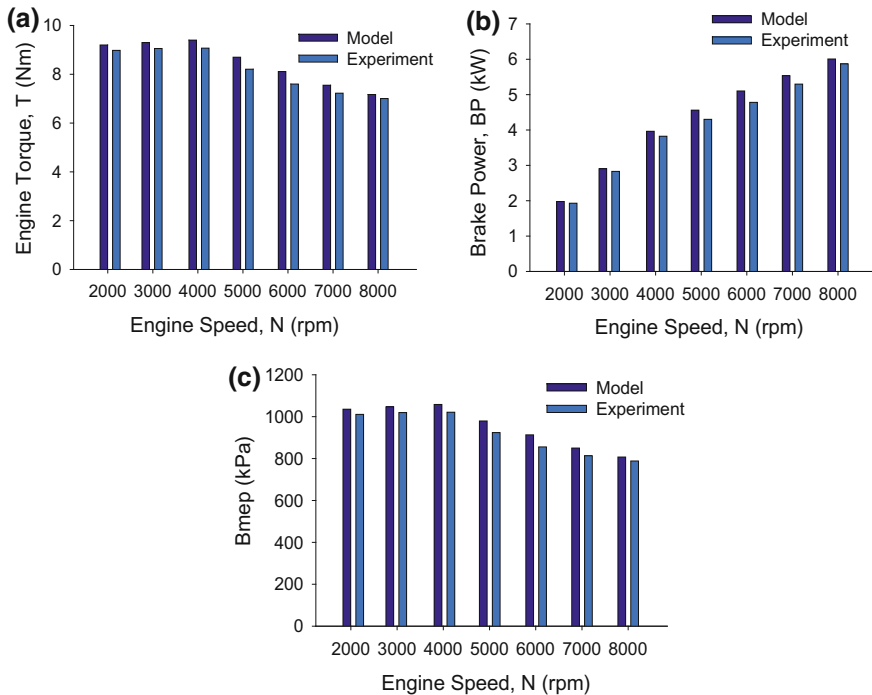 (a)
Engine Torque, T (Nm)
10
8
6
4
2
0
Model
Experiment
2000 3000 4000 5000 6000 7000 8000
Engine Speed, N (rpm)
(b)
Brake Power, BP (kW)
7
6
5
4
3
2
1
0
Model
Experiment
2000 3000 4000 5000 6000 7000 8000
Engine Speed, N (rpm)
(c)
Bmep (kPa)
1200
1000
800
600
400
200
0
Model
Experiment
2000 3000 4000 5000 6000 7000 8000
Engine Speed, N (rpm)